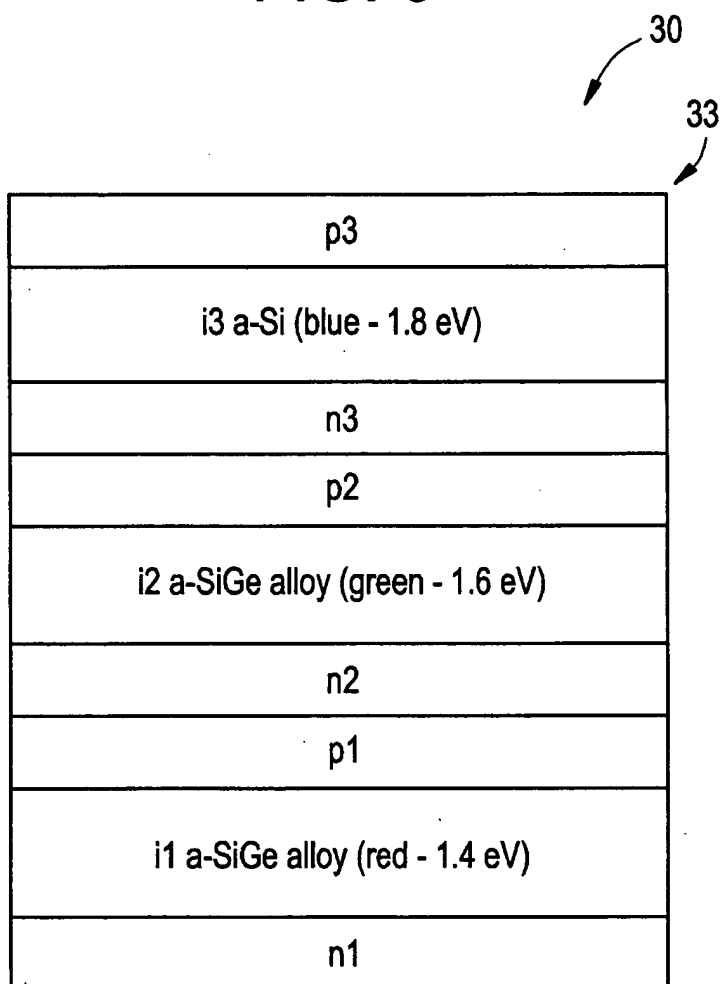 30
33
p3
i3 a-Si (blue - 1.8 eV)
n3
p2
i2 a-SiGe alloy (green - 1.6 eV)
n2
p1
i1 a-SiGe alloy (red - 1.4 eV)
n1